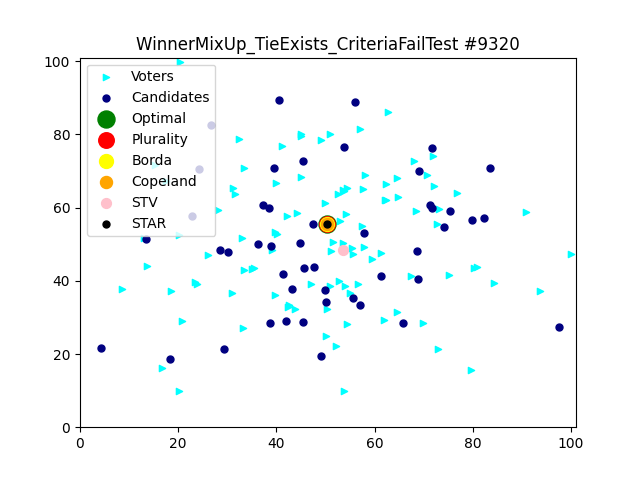 WinnerMixUp_TieExists_CriteriaFailTest #9320
Voters
Candidates
Optimal
Plurality
Borda
Copeland
STV
STAR
100
80
60
40
20
0
0 20 40 60 80 100